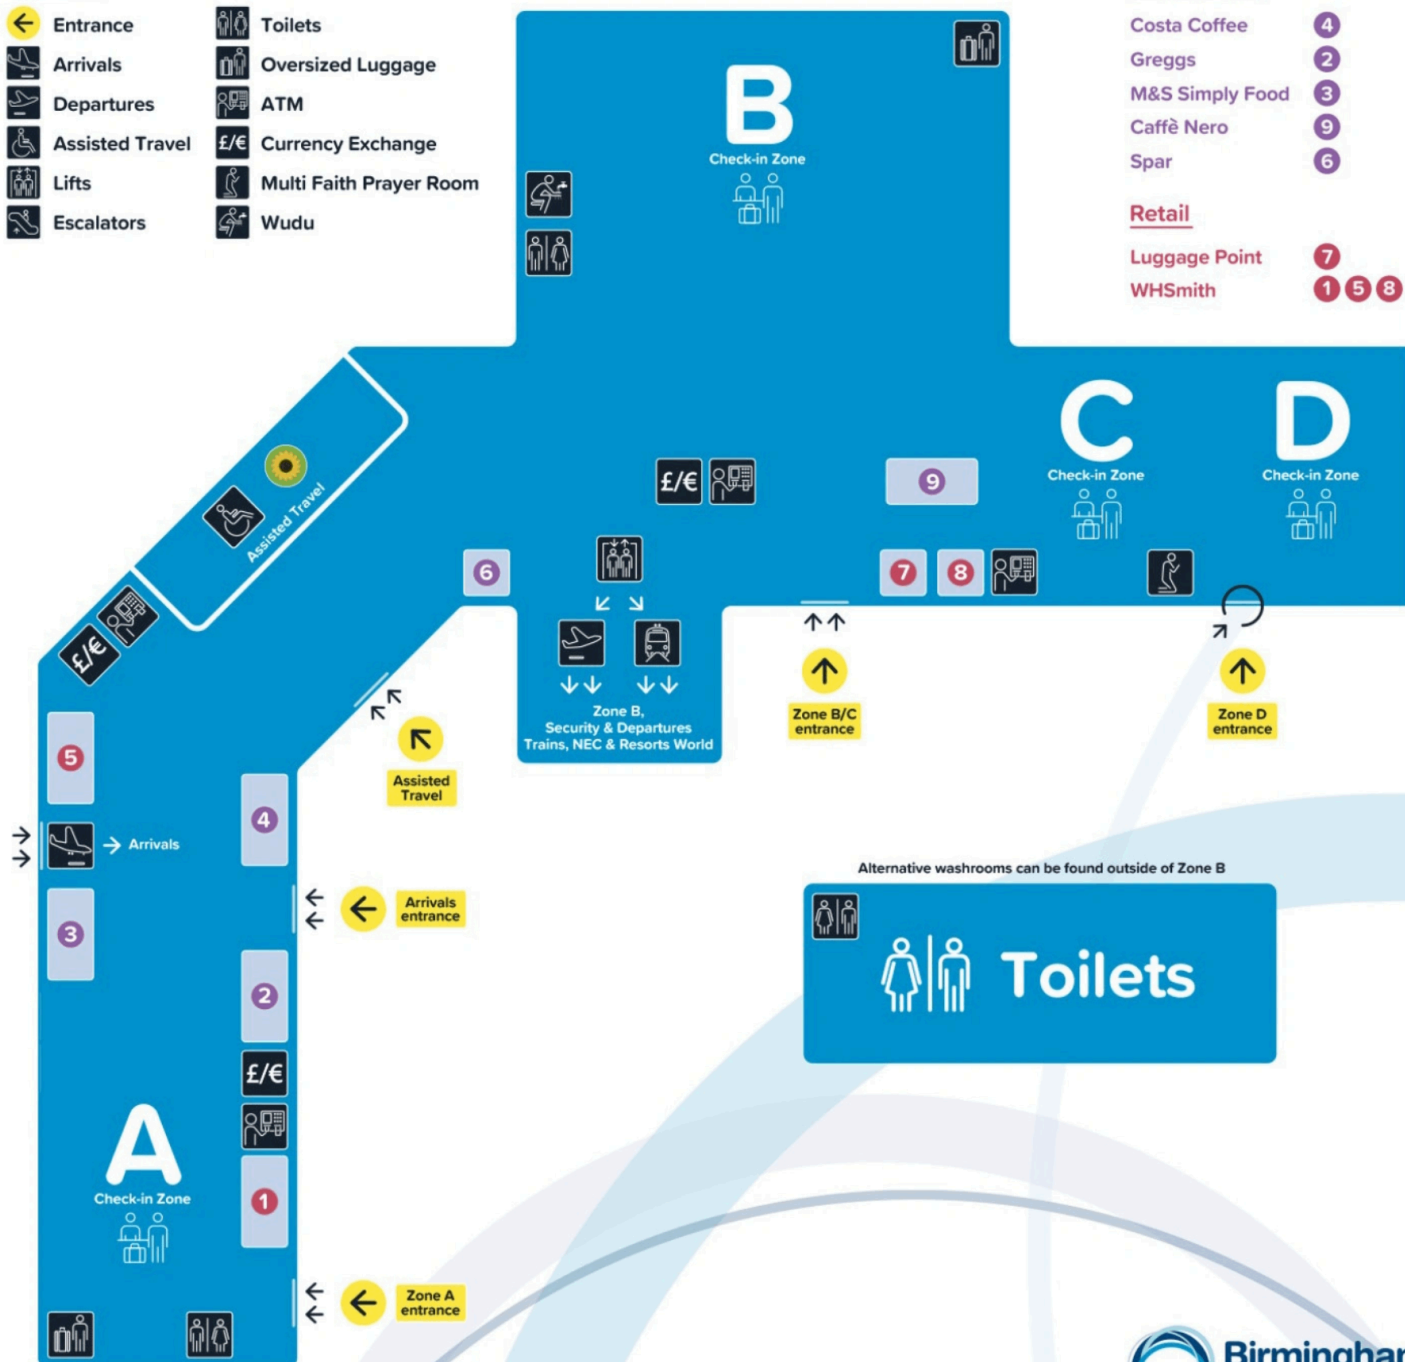 Entrance
Arrivals
Departures
Assisted Travel
Lifts
Escalators
Toilets
Oversized Luggage
ATM
£/€ Currency Exchange
Multi Faith Prayer Room
Wudu
Costa Coffee 4
Greggs 2
M&S Simply Food 3
Caffè Nero 9
Spar 6
Retail
Luggage Point 7
WHSmith 1 5 8
B
Check-in Zone
C
Check-in Zone
D
Check-in Zone
Assisted Travel
£/€
9
6
7
8
£/€
Zone B,
Security & Departures
Trains, NEC & Resorts World
Zone B/C
entrance
Zone D
entrance
Assisted
Travel
5
4
Arrivals
3
Arrivals
entrance
2
£/€
A
Check-in Zone
1
Zone A
entrance
Alternative washrooms can be found outside of Zone B
Toilets